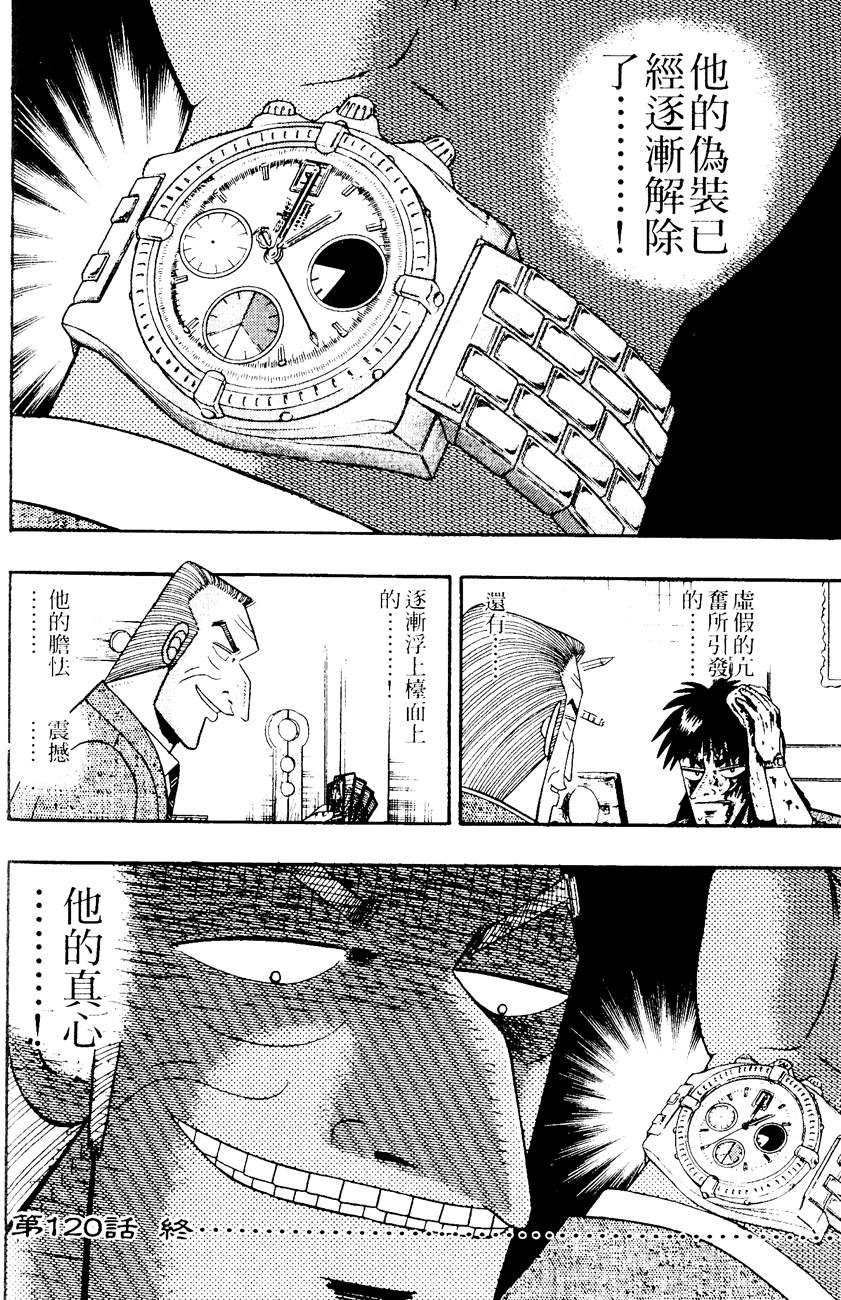 他的偽裝已
經逐漸解除
了………！
虛假的亢
奮所引發
的……
還有……
逐漸浮上檯面上
的……！
他的膽怯
……
震撼
……
他的真心
………！
第120話 終